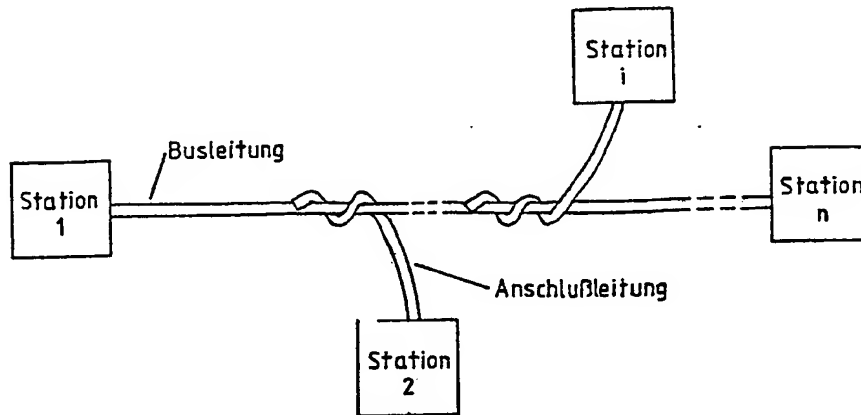 Station
i
Busleitung
Station
1
Station
n
Anschlußleitung
Station
2